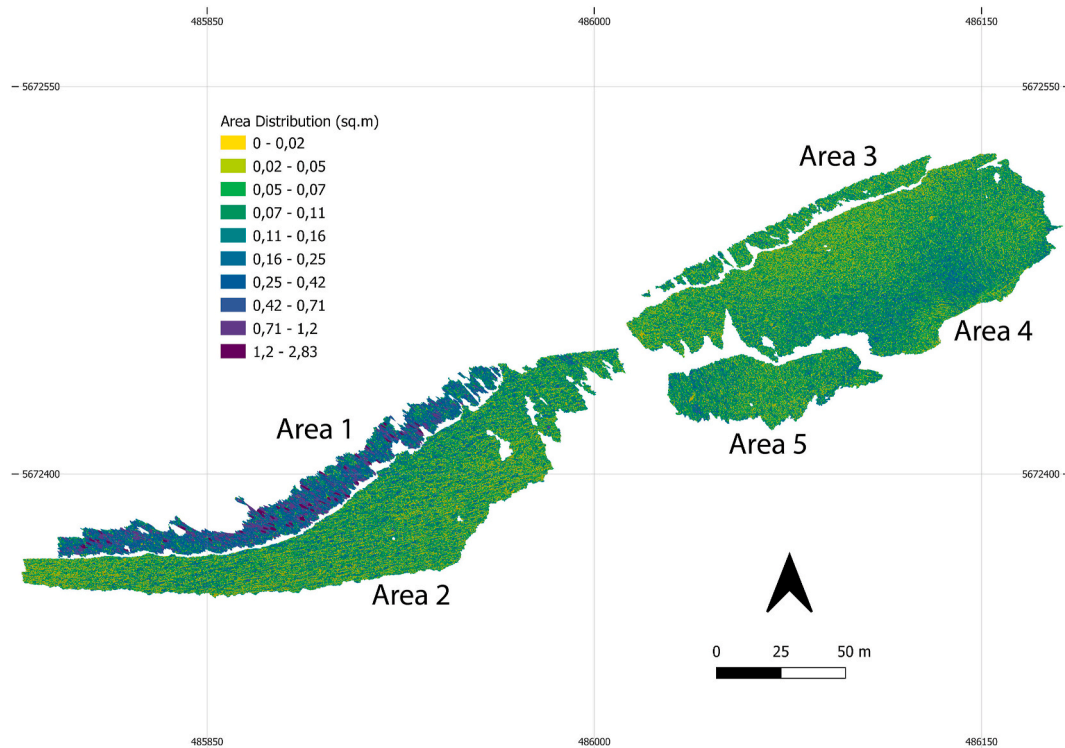 485850 486000 486150
5672550 5672550
Area Distribution (sq.m)
0 - 0,02
0,02 - 0,05
0,05 - 0,07
0,07 - 0,11
0,11 - 0,16
0,16 - 0,25
0,25 - 0,42
0,42 - 0,71
0,71 - 1,2
1,2 - 2,83
Area 3
Area 4
Area 1
Area 5
5672400 5672400
Area 2
0 25 50 m
485850 486000 486150